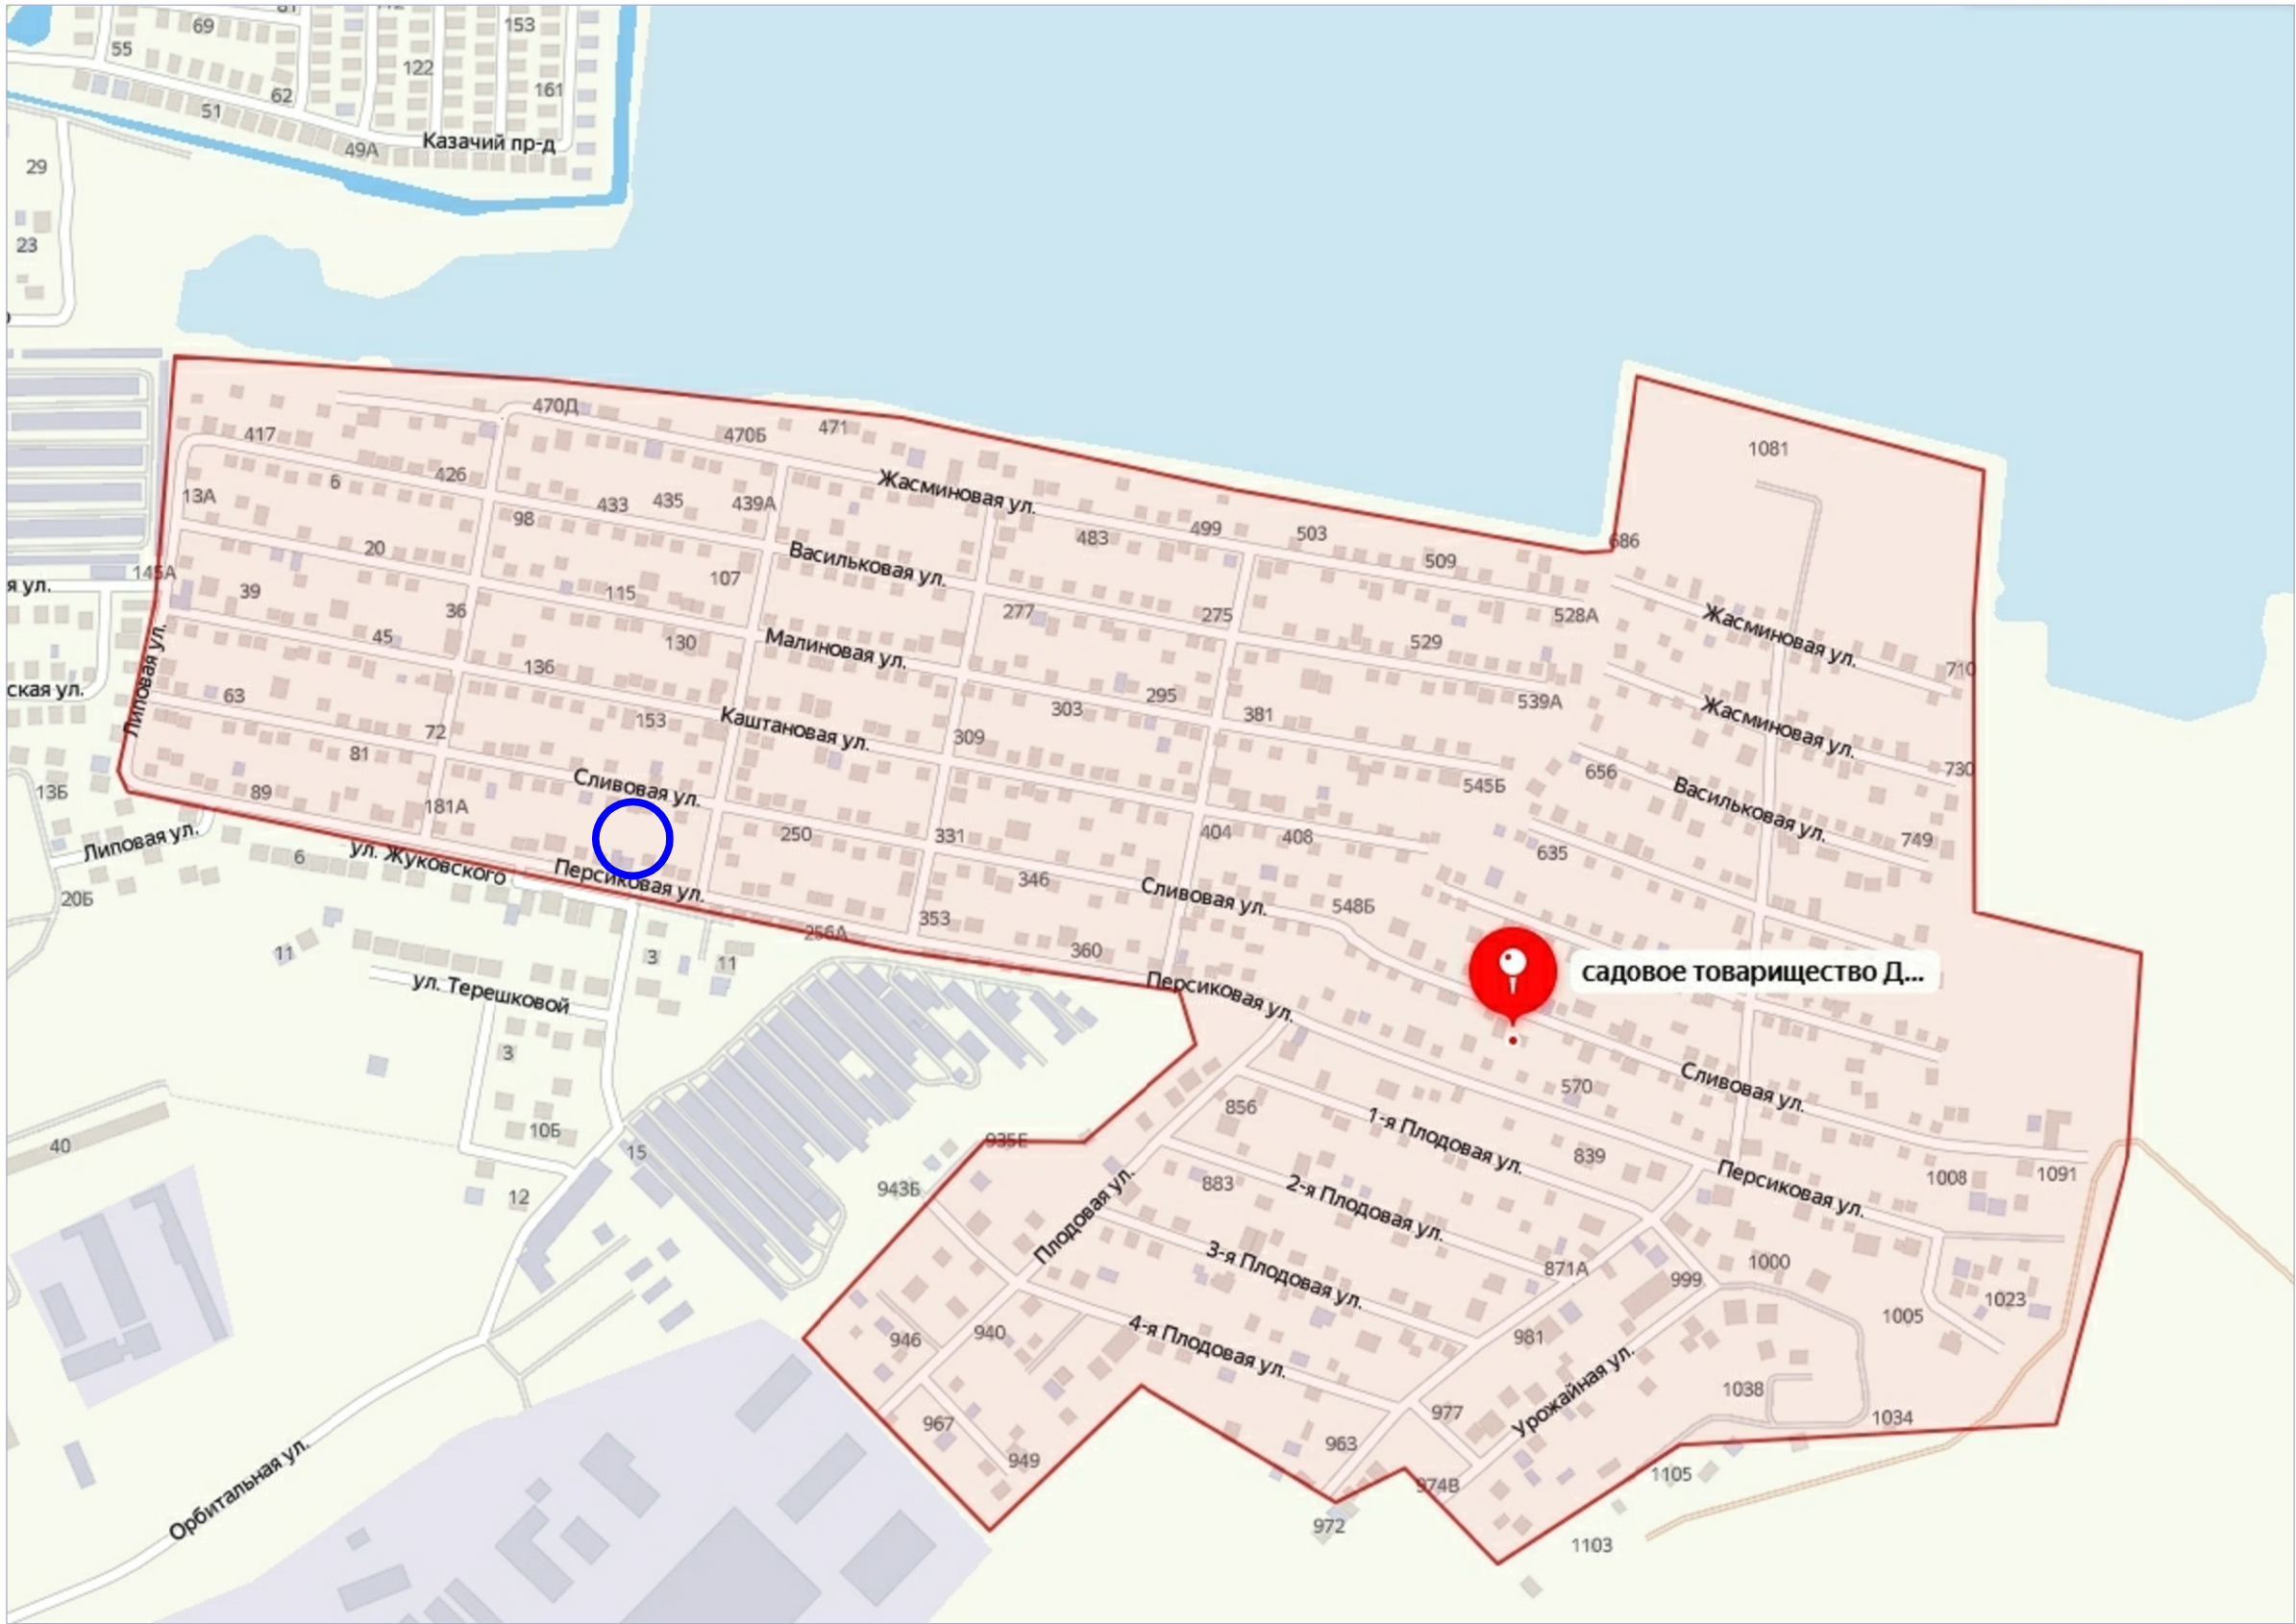 69
153
55
122
62
161
51
Казачий пр-д
49А
29
23
470Д
417
470Б
471
426
6
Жасминовая ул.
13А
433
435
439А
98
499
503
483
1081
20
Васильковая ул.
509
686
145А
107
я ул.
39
115
36
277
275
528А
Жасминовая ул.
45
130
Малиновая ул.
529
136
710
ская ул.
63
Липовая ул.
153
Каштановая ул.
303
295
381
539А
Жасминовая ул.
72
309
81
Сливовая ул.
545Б
656
730
13Б
89
181А
Васильковая ул.
Липовая ул.
250
331
404
408
749
6
ул. Жуковского
635
Персиковая ул.
346
Сливовая ул.
20Б
548Б
353
256А
11
3
11
360
садовое товарищество Д...
ул. Терешковой
Персиковая ул.
3
570
Сливовая ул.
856
10Б
1-я Плодовая ул.
40
15
935Е
839
12
943Б
883
Персиковая ул.
1008
1091
2-я Плодовая ул.
Плодовая ул.
3-я Плодовая ул.
871А
999
1000
1023
1005
946
940
4-я Плодовая ул.
981
Урожайная ул.
1038
967
977
1034
963
949
Орбитальная ул.
974В
1105
972
1103